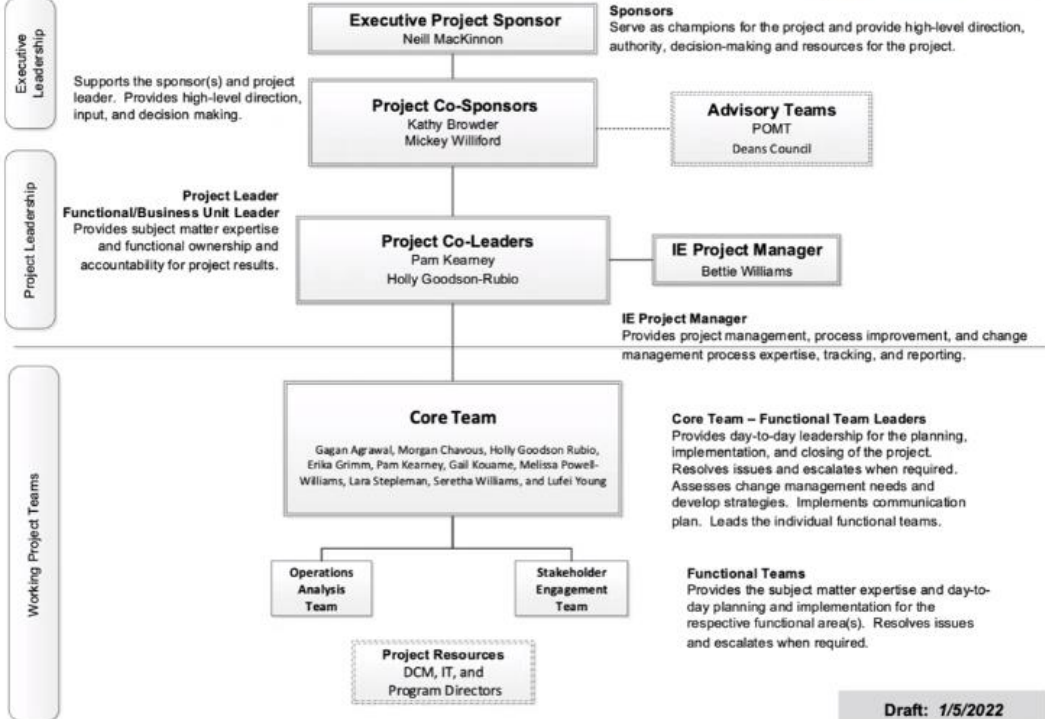 Executive
Leadership
Executive Project Sponsor
Neill MacKinnon
Sponsors
Serve as champions for the project and provide high-level direction,
authority, decision-making and resources for the project.
Supports the sponsor(s) and project
leader. Provides high-level direction,
input, and decision making.
Project Co-Sponsors
Kathy Browder
Mickey Williford
Advisory Teams
POMT
Deans Council
Project Leadership
Project Leader
Functional/Business Unit Leader
Provides subject matter expertise
and functional ownership and
accountability for project results.
Project Co-Leaders
Pam Kearney
Holly Goodson-Rubio
IE Project Manager
Bettie Williams
IE Project Manager
Provides project management, process improvement, and change
management process expertise, tracking, and reporting.
Working Project Teams
Core Team
Gagan Agrawal, Morgan Chavous, Holly Goodson Rubio,
Erika Grimm, Pam Kearney, Gail Kouame, Melissa Powell-
Williams, Lara Stepleman, Seretha Williams, and Lufei Young
Core Team – Functional Team Leaders
Provides day-to-day leadership for the planning,
implementation, and closing of the project.
Resolves issues and escalates when required.
Assesses change management needs and
develop strategies. Implements communication
plan. Leads the individual functional teams.
Operations
Analysis
Team
Stakeholder
Engagement
Team
Functional Teams
Provides the subject matter expertise and day-to-
day planning and implementation for the
respective functional area(s). Resolves issues
and escalates when required.
Project Resources
DCM, IT, and
Program Directors
Draft: 1/5/2022